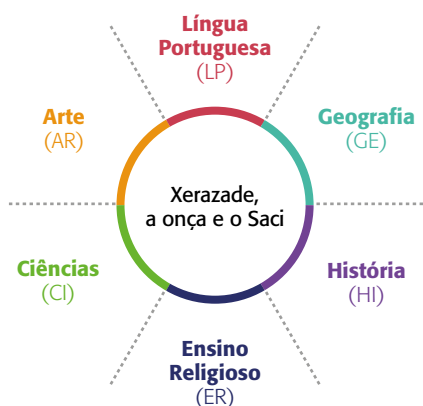 Língua
Portuguesa
(LP)
Arte
(AR)
Geografia
(GE)
Xerazade,
a onça e o Saci
Ciências
(CI)
História
(HI)
Ensino
Religioso
(ER)